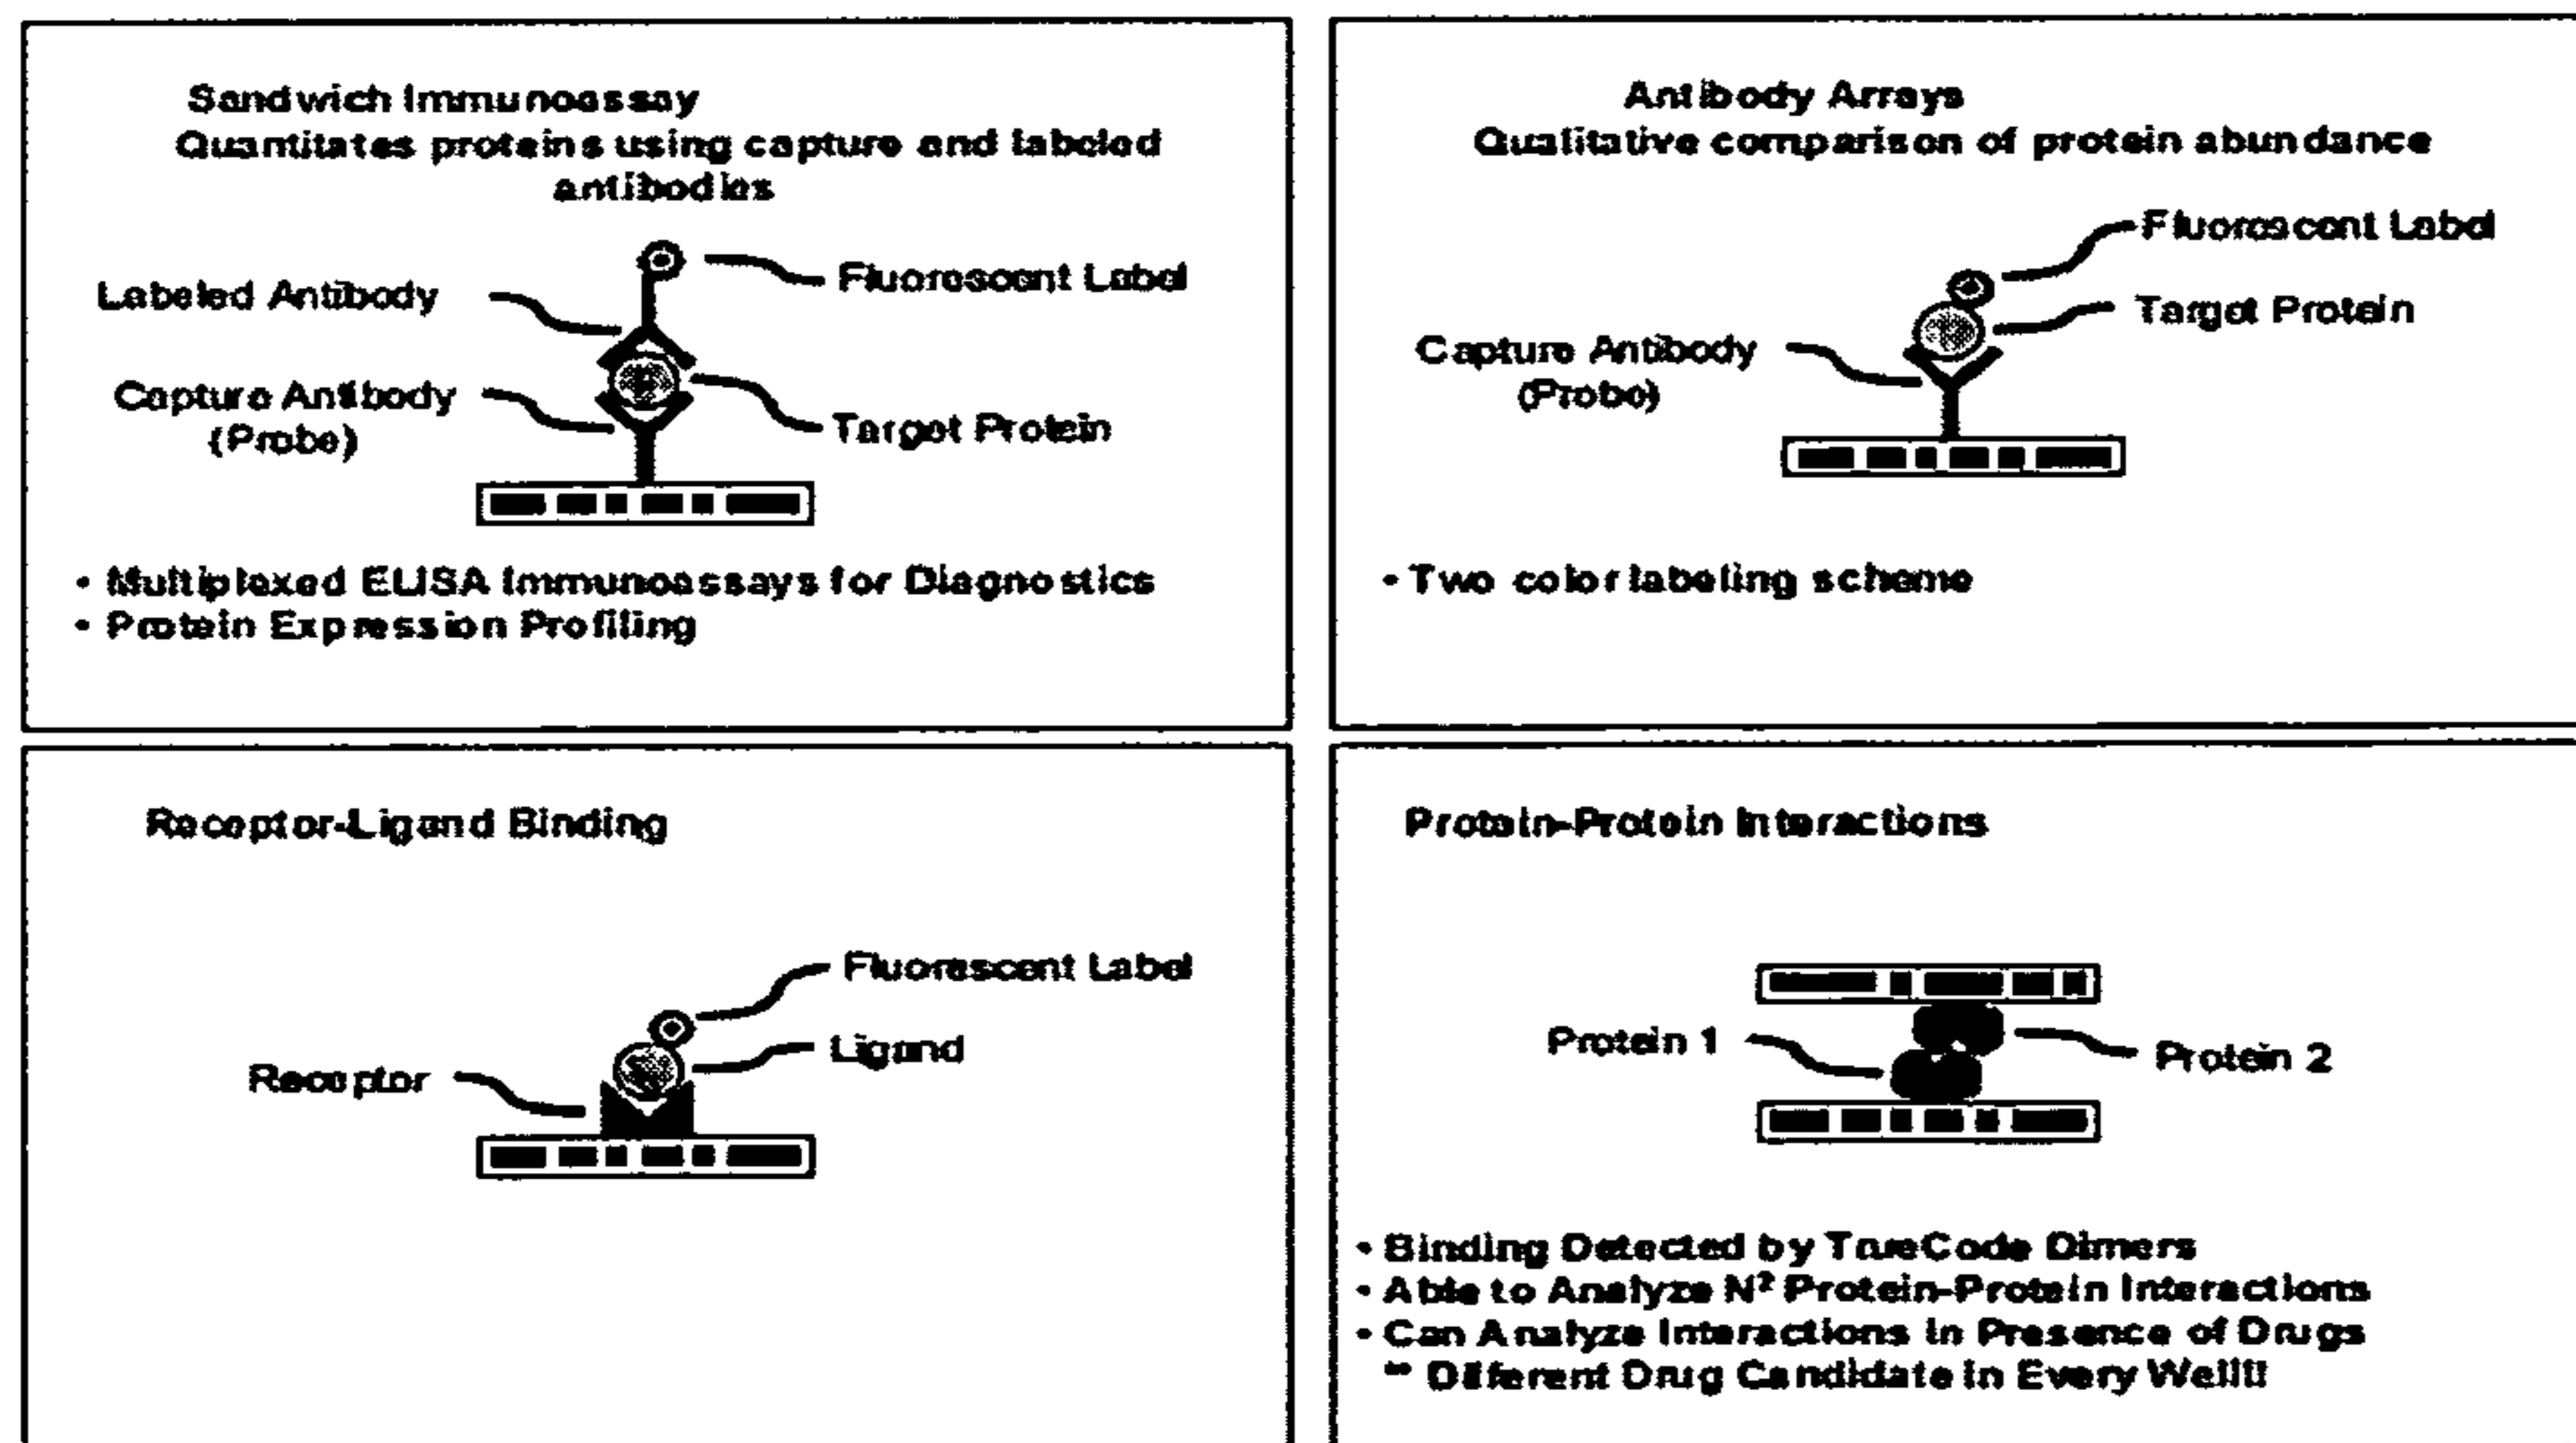 Sandwich Immunoassay
Quantitates proteins using capture and labeled
antibodies
Fluorescent Label
Labeled Antibody
Capture Antibody
(Probe)
Target Protein
• Multiplexed ELISA Immunoassays for Diagnostics
• Protein Expression Profiling
Antibody Arrays
Qualitative comparison of protein abundance
Fluorescent Label
Target Protein
Capture Antibody
(Probe)
• Two color labeling scheme
Receptor-Ligand Binding
Fluorescent Label
Ligand
Receptor
Protein-Protein Interactions
Protein 1
Protein 2
• Binding Detected by TrueCode Dimers
• Able to Analyze N² Protein-Protein Interactions
• Can Analyze Interactions in Presence of Drugs
Different Drug Candidate in Every Well!!